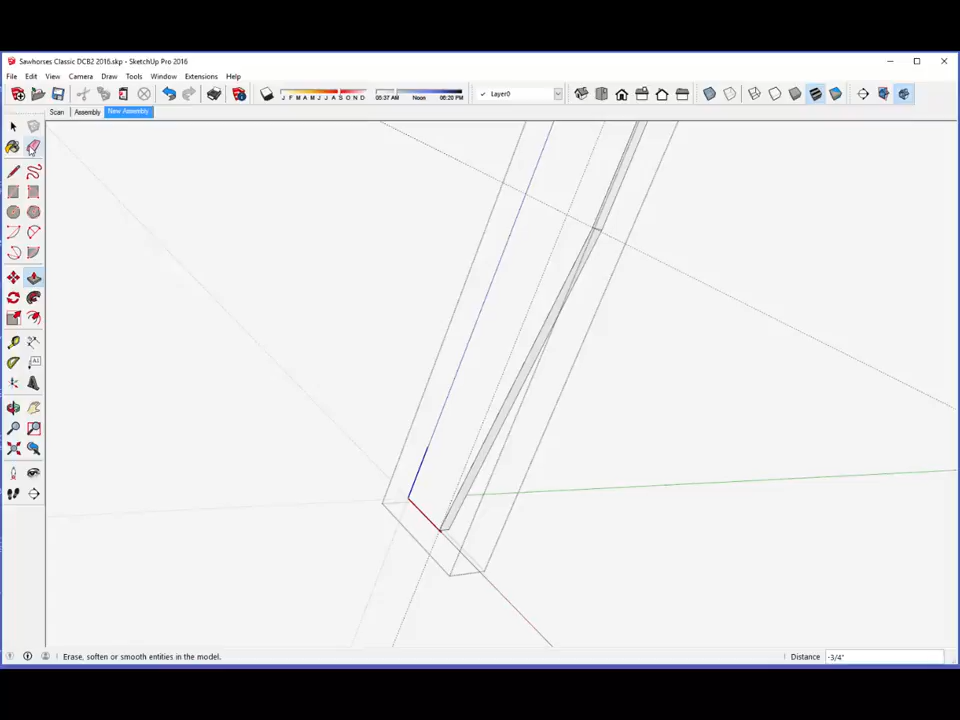 Sawhorses Classic DCB2 2016.skp - SketchUp Pro 2016
File Edit View Camera Draw Tools Window Extensions Help
J F M A M J J A S O N D 05:37 AM Noon 06:20 PM Layer0
Scan Assembly New Assembly
Erase, soften or smooth entities in the model. Distance -3/4"